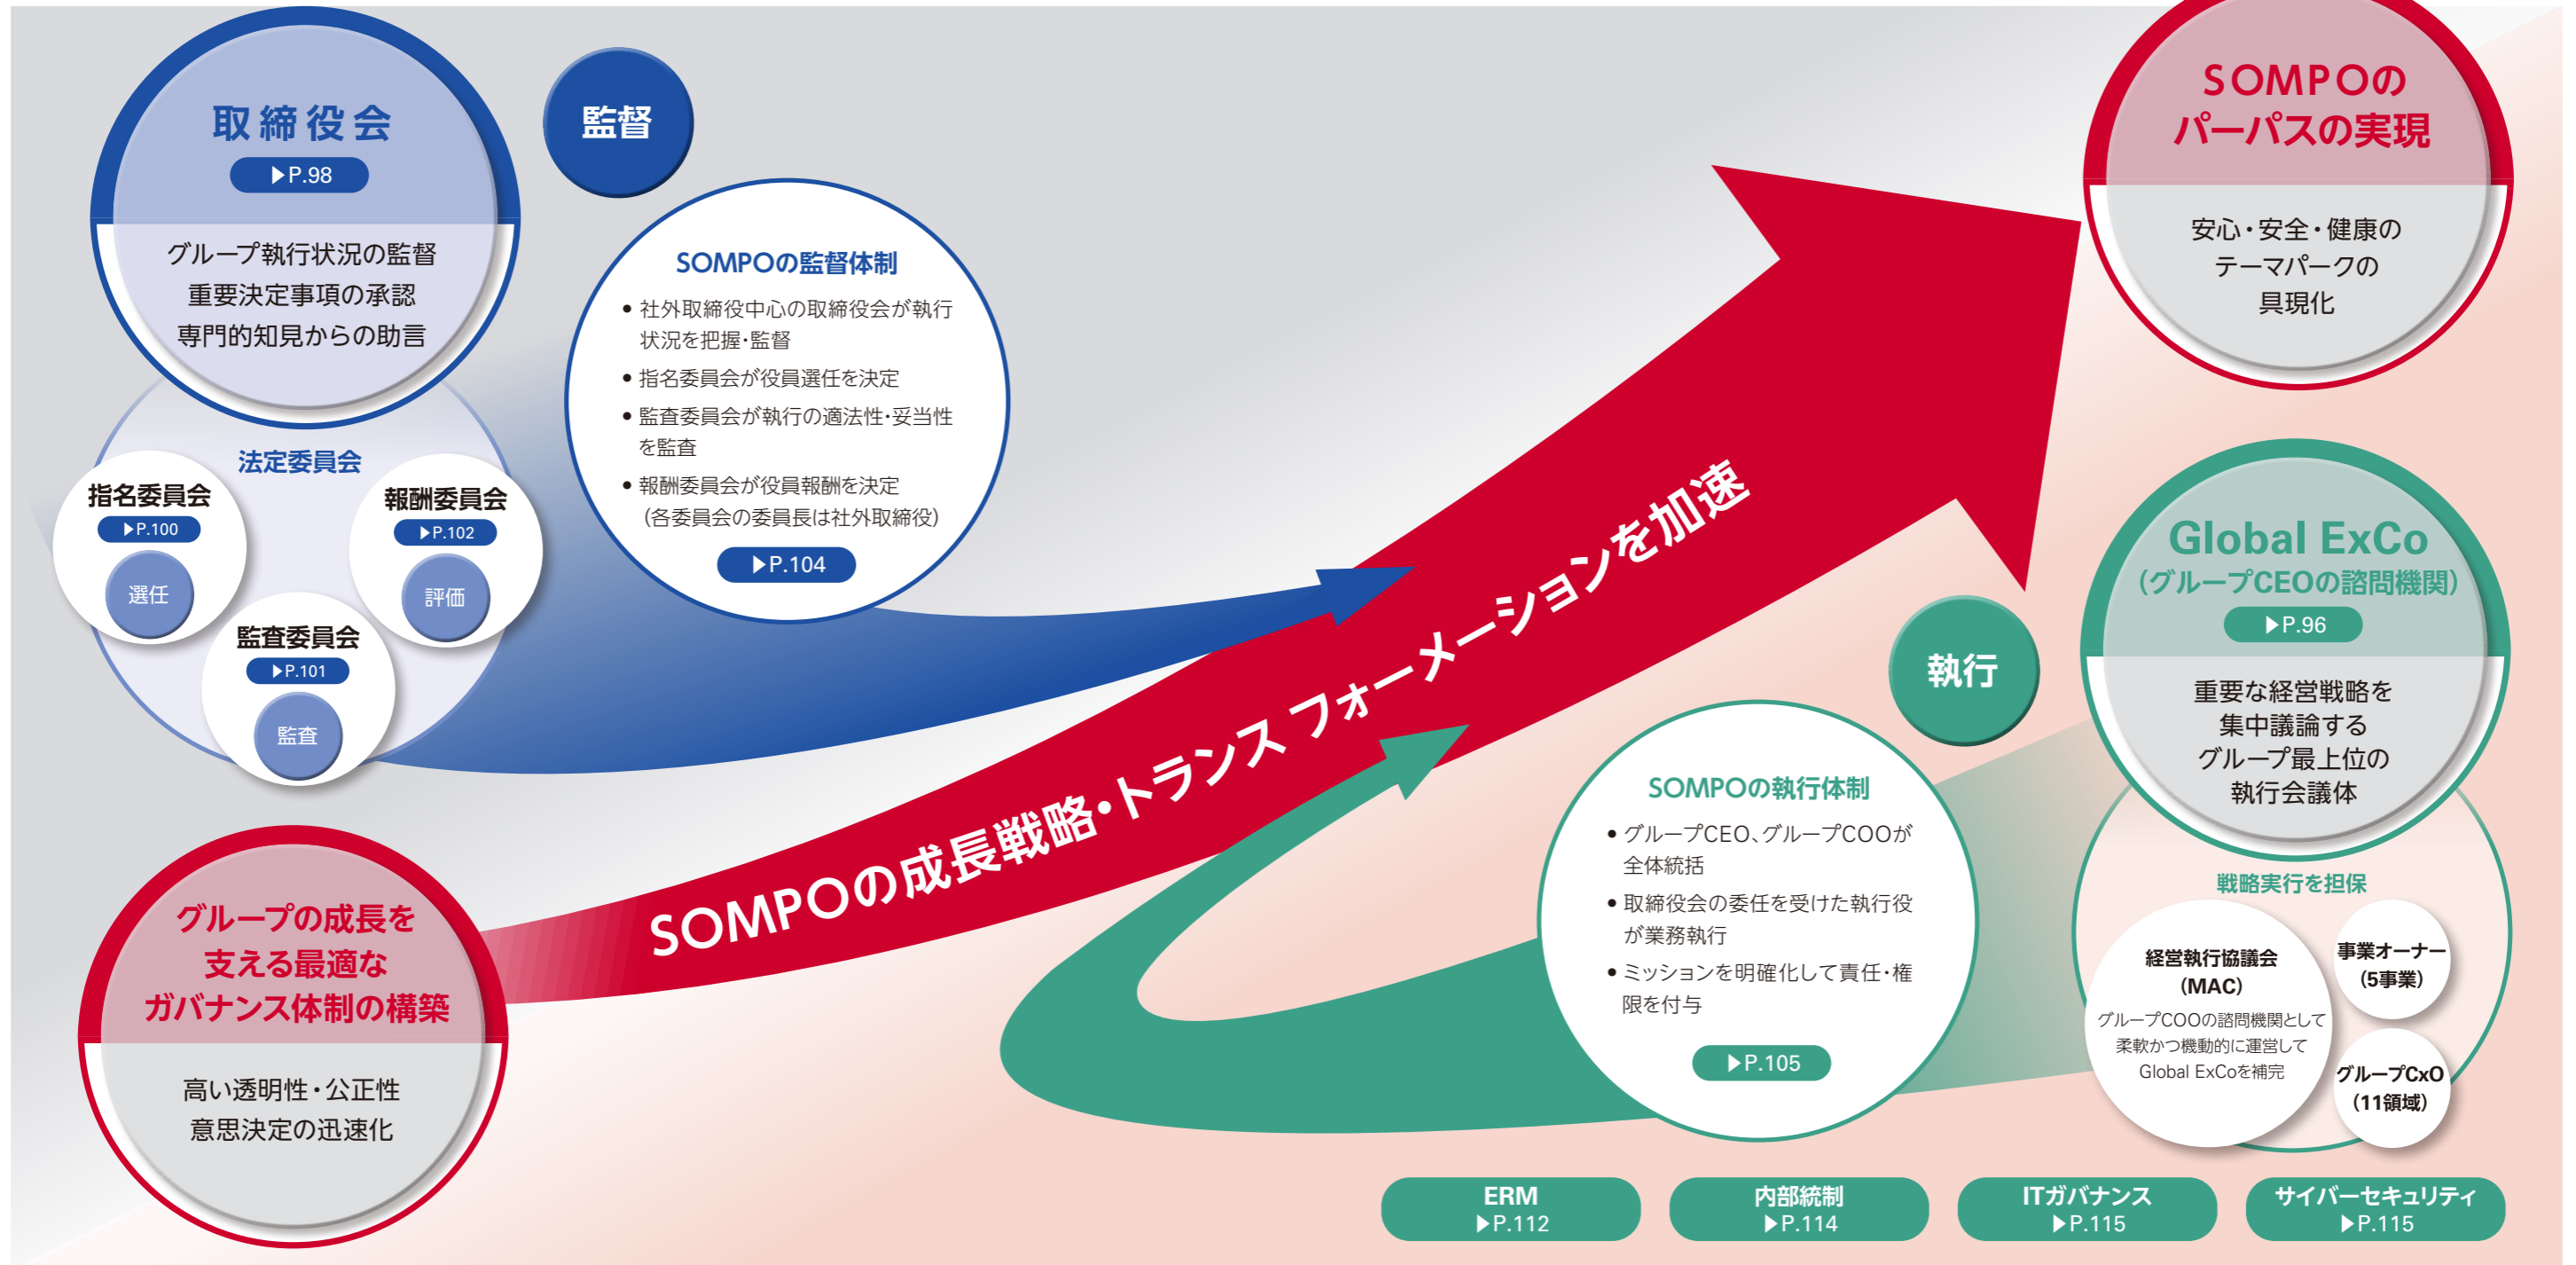 取締役会
▶P.98
グループ執行状況の監督
重要決定事項の承認
専門的知見からの助言
法定委員会
指名委員会
▶P.100
選任
報酬委員会
▶P.102
評価
監査委員会
▶P.101
監査
監督
SOMPOの監督体制
• 社外取締役中心の取締役会が執行
状況を把握・監督
• 指名委員会が役員選任を決定
• 監査委員会が執行の適法性・妥当性
を監査
• 報酬委員会が役員報酬を決定
（各委員会の委員長は社外取締役）
▶P.104
グループの成長を
支える最適な
ガバナンス体制の構築
高い透明性・公正性
意思決定の迅速化
SOMPOの成長戦略・トランスフォーメーションを加速
SOMPOの
パーパスの実現
安心・安全・健康の
テーマパークの
具現化
執行
SOMPOの執行体制
• グループCEO、グループCOOが
全体統括
• 取締役会の委任を受けた執行役
が業務執行
• ミッションを明確化して責任・権
限を付与
▶P.105
Global ExCo
（グループCEOの諮問機関）
▶P.96
重要な経営戦略を
集中議論する
グループ最上位の
執行会議体
戦略実行を担保
経営執行協議会
（MAC）
グループCOOの諮問機関として
柔軟かつ機動的に運営して
Global ExCoを補完
事業オーナー
（5事業）
グループCxO
（11領域）
ERM
▶P.112
内部統制
▶P.114
ITガバナンス
▶P.115
サイバーセキュリティ
▶P.115